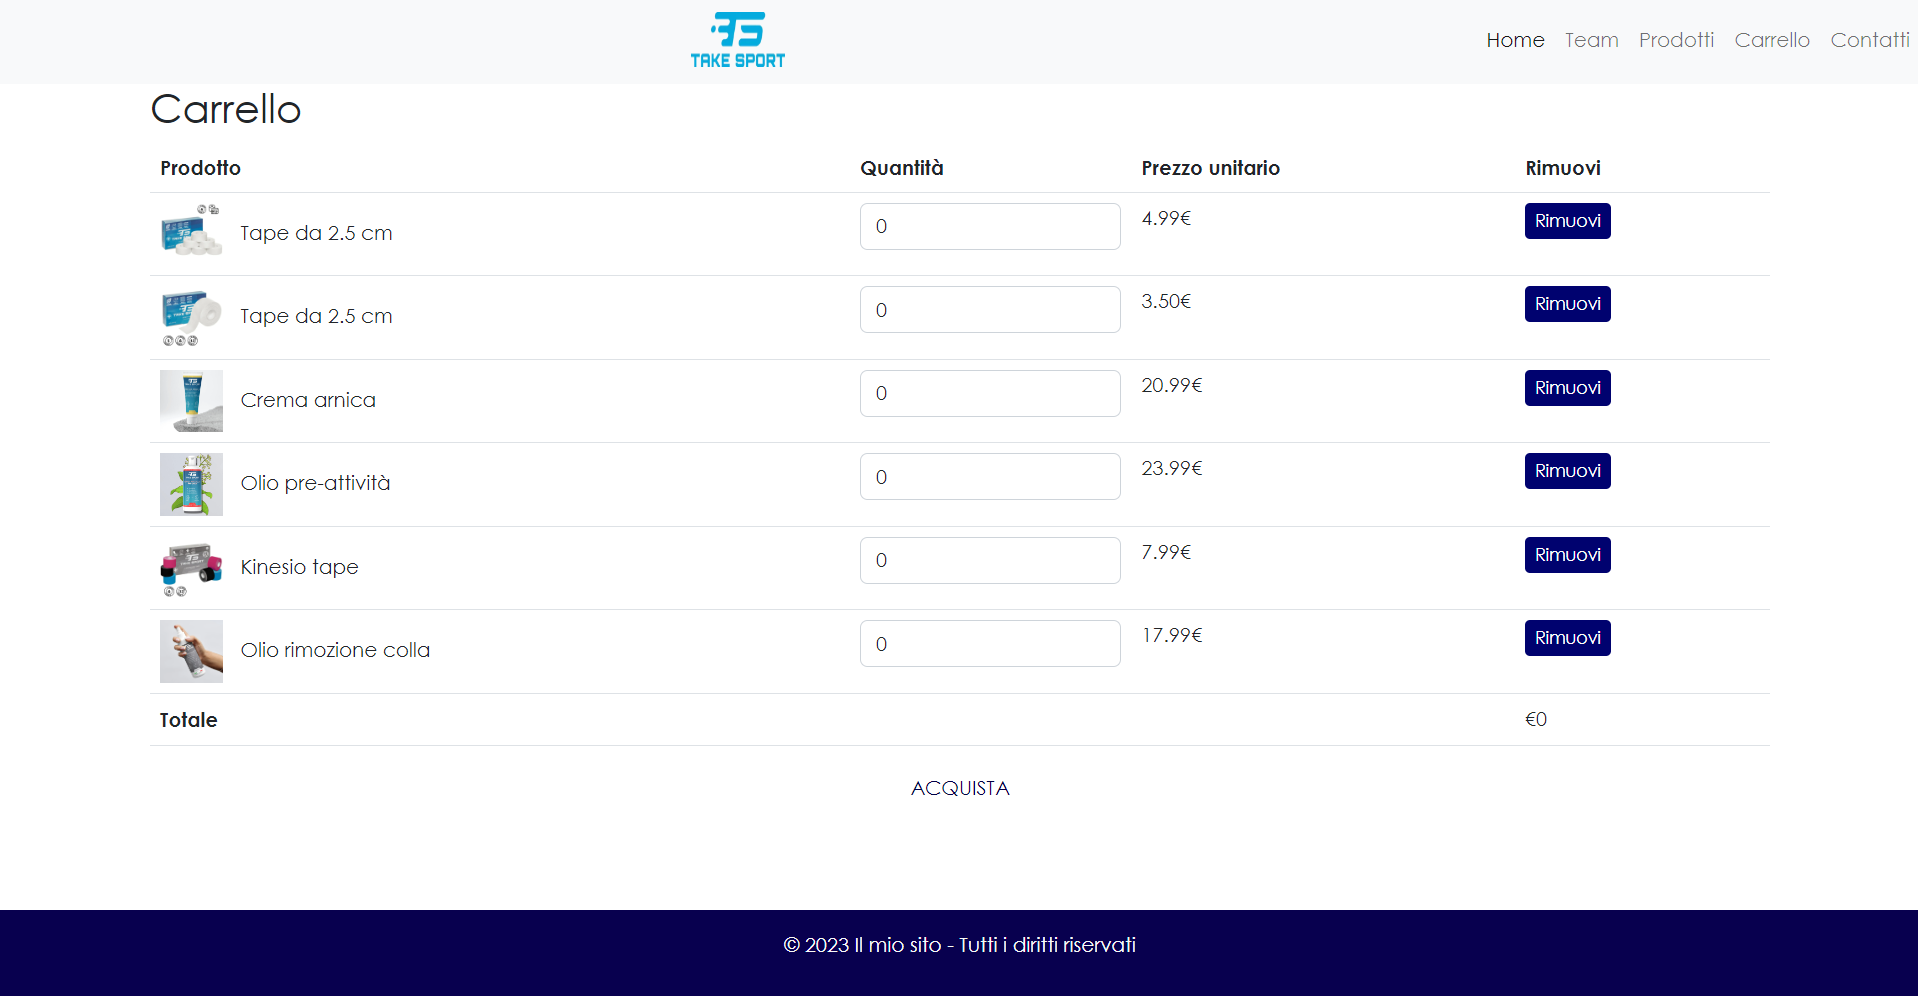 TAKE SPORT
Home Team Prodotti Carrello Contatti
Carrello
Prodotto Quantità Prezzo unitario Rimuovi
Tape da 2.5 cm 0 4.99€ Rimuovi
Tape da 2.5 cm 0 3.50€ Rimuovi
Crema arnica 0 20.99€ Rimuovi
Olio pre-attività 0 23.99€ Rimuovi
Kinesio tape 0 7.99€ Rimuovi
Olio rimozione colla 0 17.99€ Rimuovi
Totale €0
ACQUISTA
© 2023 Il mio sito - Tutti i diritti riservati